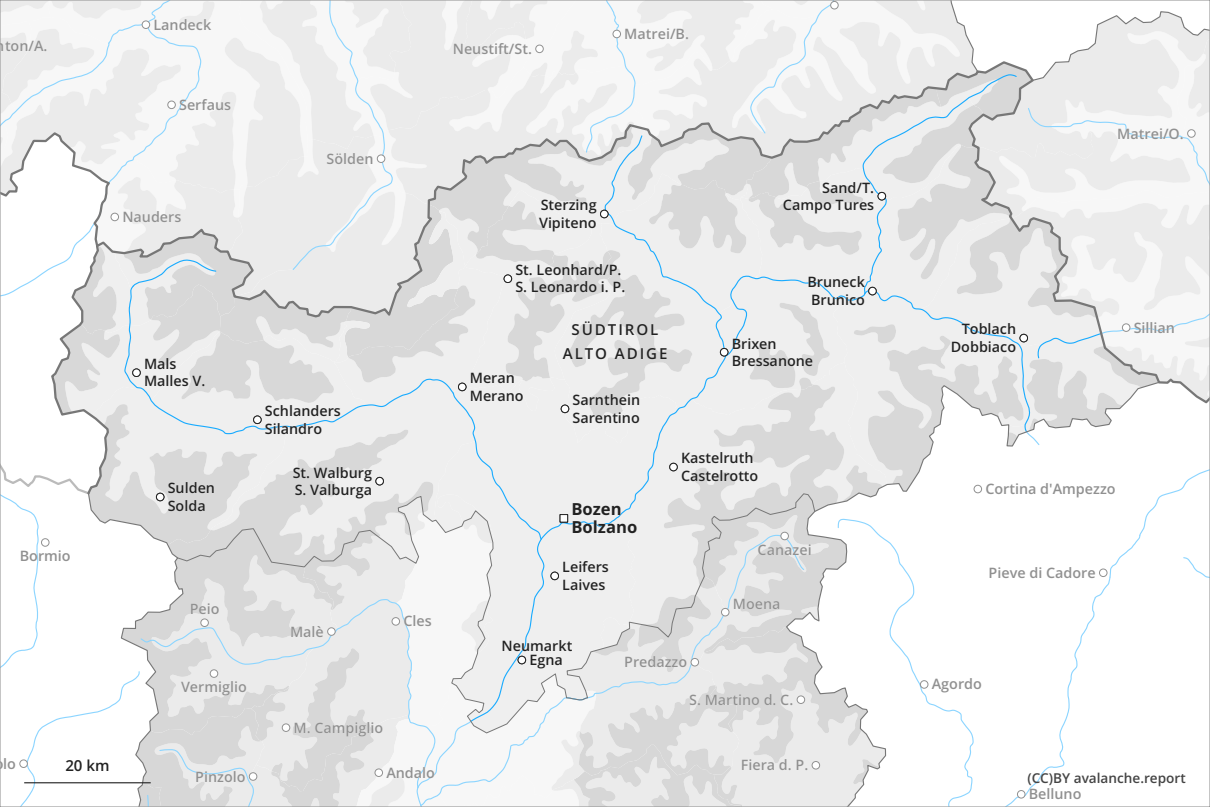 Landeck
Matrei/B.
nton/A.
Neustift/St.
Serfaus
Matrei/O.
Sölden
Sand/T.
Campo Tures
Nauders
Sterzing
Vipiteno
St. Leonhard/P.
S. Leonardo i. P.
Bruneck
Brunico
SÜDTIROL
ALTO ADIGE
Toblach
Dobbiaco
Sillian
Brixen
Bressanone
Mals
Malles V.
Meran
Merano
Sarnthein
Sarentino
Schlanders
Silandro
Kastelruth
Castelrotto
St. Walburg
S. Valburga
Sulden
Solda
Cortina d'Ampezzo
Bozen
Bolzano
Bormio
Canazei
Leifers
Laives
Pieve di Cadore
Peio
Moena
Cles
Malè
Neumarkt
Egna
Predazzo
Vermiglio
Agordo
S. Martino d. C.
M. Campiglio
20 km
olo
Pinzolo
Andalo
Fiera d. P.
(CC)BY avalanche.report
Belluno